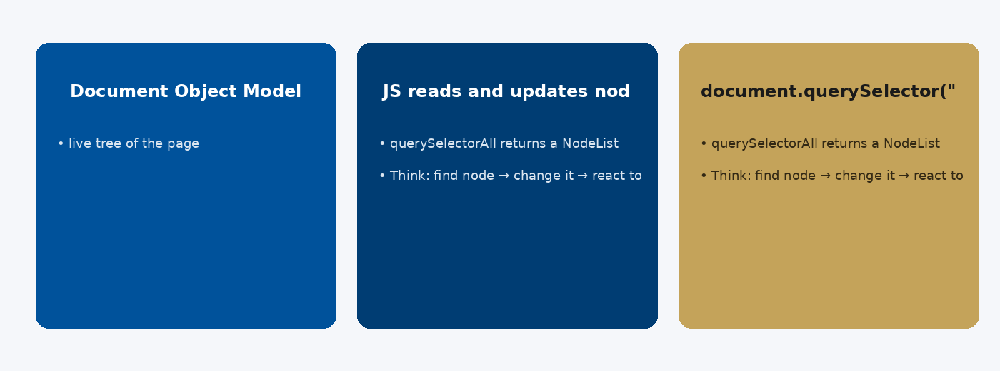 Document Object Model
• live tree of the page
JS reads and updates nod
• querySelectorAll returns a NodeList
• Think: find node → change it → react to
document.querySelector("
• querySelectorAll returns a NodeList
• Think: find node → change it → react to